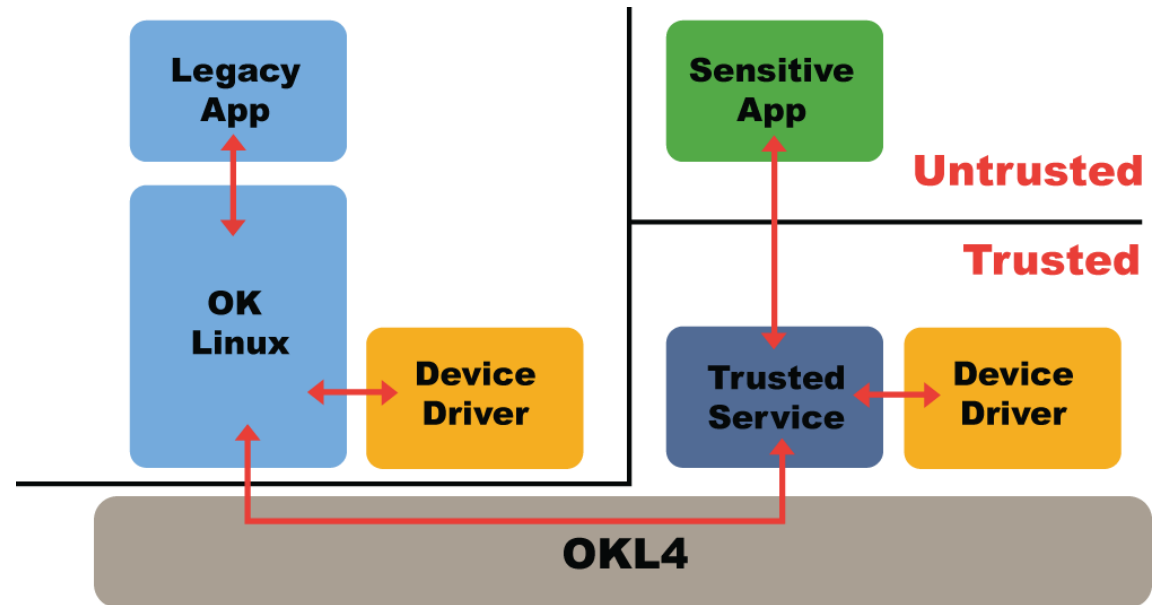 Legacy
App
OK
Linux
Device
Driver
Sensitive
App
Untrusted
Trusted
Trusted
Service
Device
Driver
OKL4